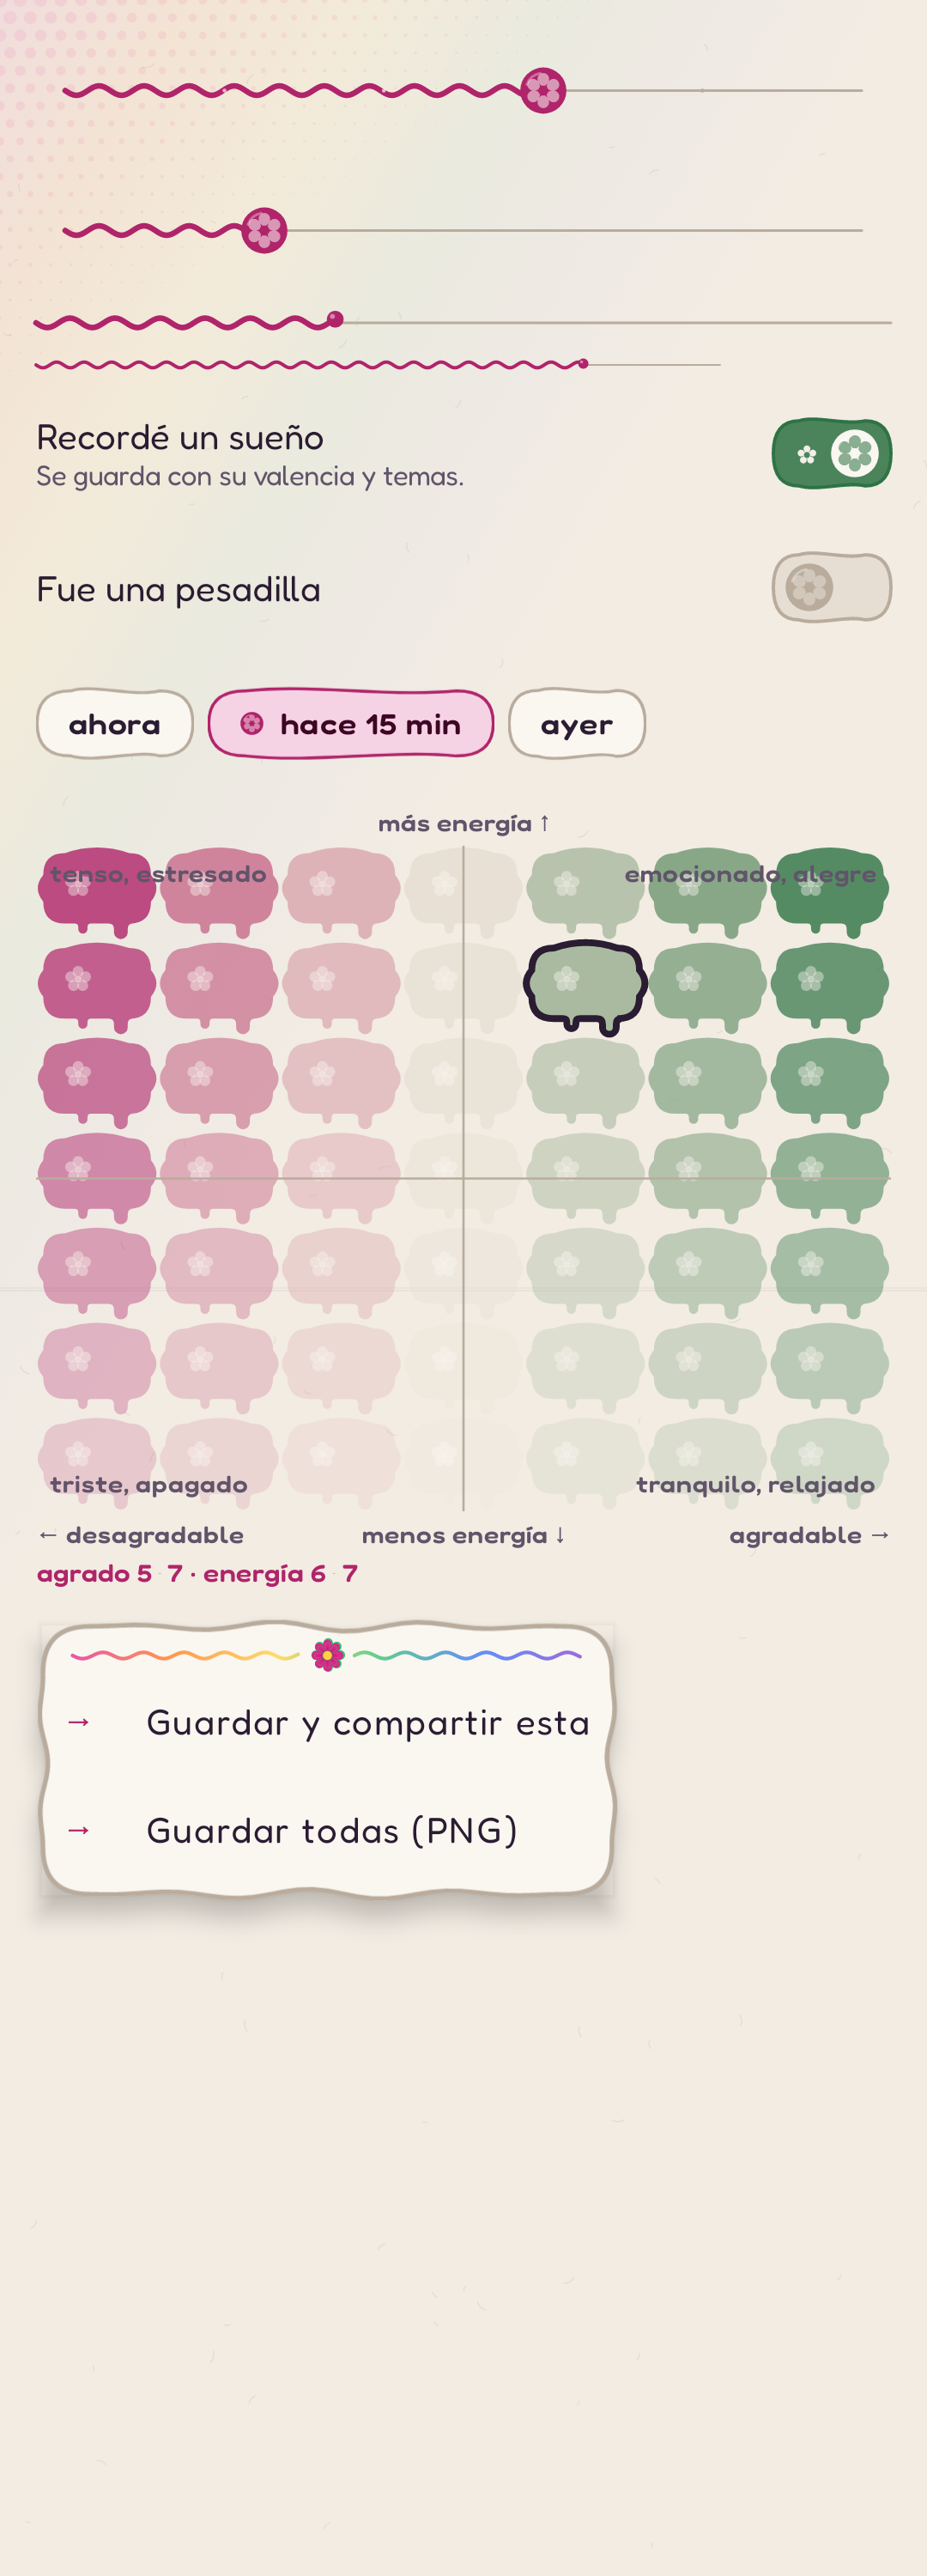 Recordé un sueño
Se guarda con su valencia y temas.
Fue una pesadilla
ahora
hace 15 min
ayer
más energía ↑
tenso, estresado
emocionado, alegre
triste, apagado
tranquilo, relajado
← desagradable
menos energía ↓
agradable →
agrado 5 7 · energía 6 7
→ Guardar y compartir esta
→ Guardar todas (PNG)